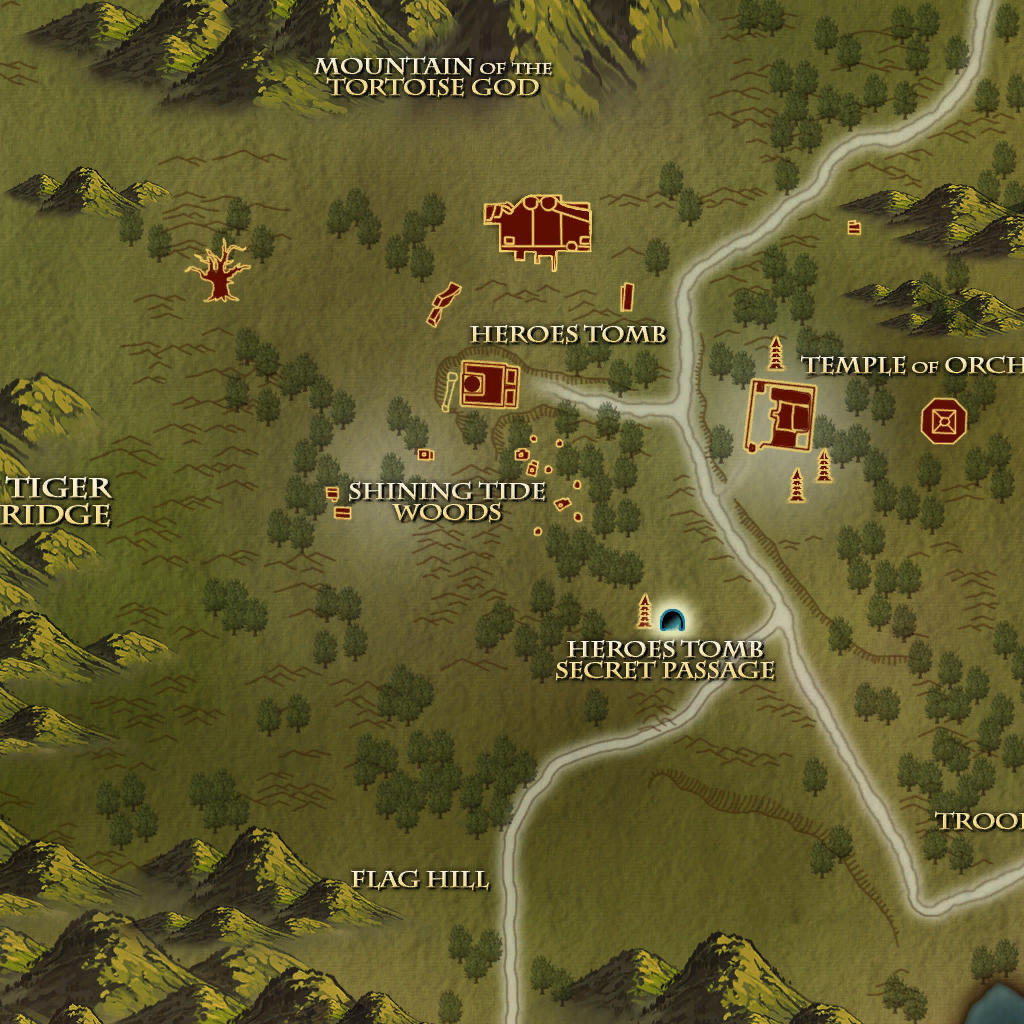 MOUNTAIN OF THE
TORTOISE GOD
HEROES TOMB
TEMPLE OF ORCH
TIGER
RIDGE
SHINING TIDE
WOODS
HEROES TOMB
SECRET PASSAGE
TROO
FLAG HILL